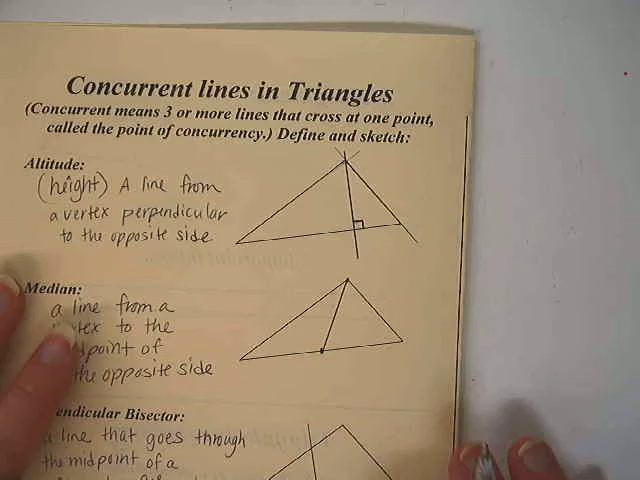 Concurrent lines in Triangles
(Concurrent means 3 or more lines that cross at one point,
called the point of concurrency.) Define and sketch:
Altitude:
(height) A line from
a vertex perpendicular
to the opposite side
Median:
a line from a
to the
of
the opposite side
Bisector:
a line that goes through
the midpoint of a